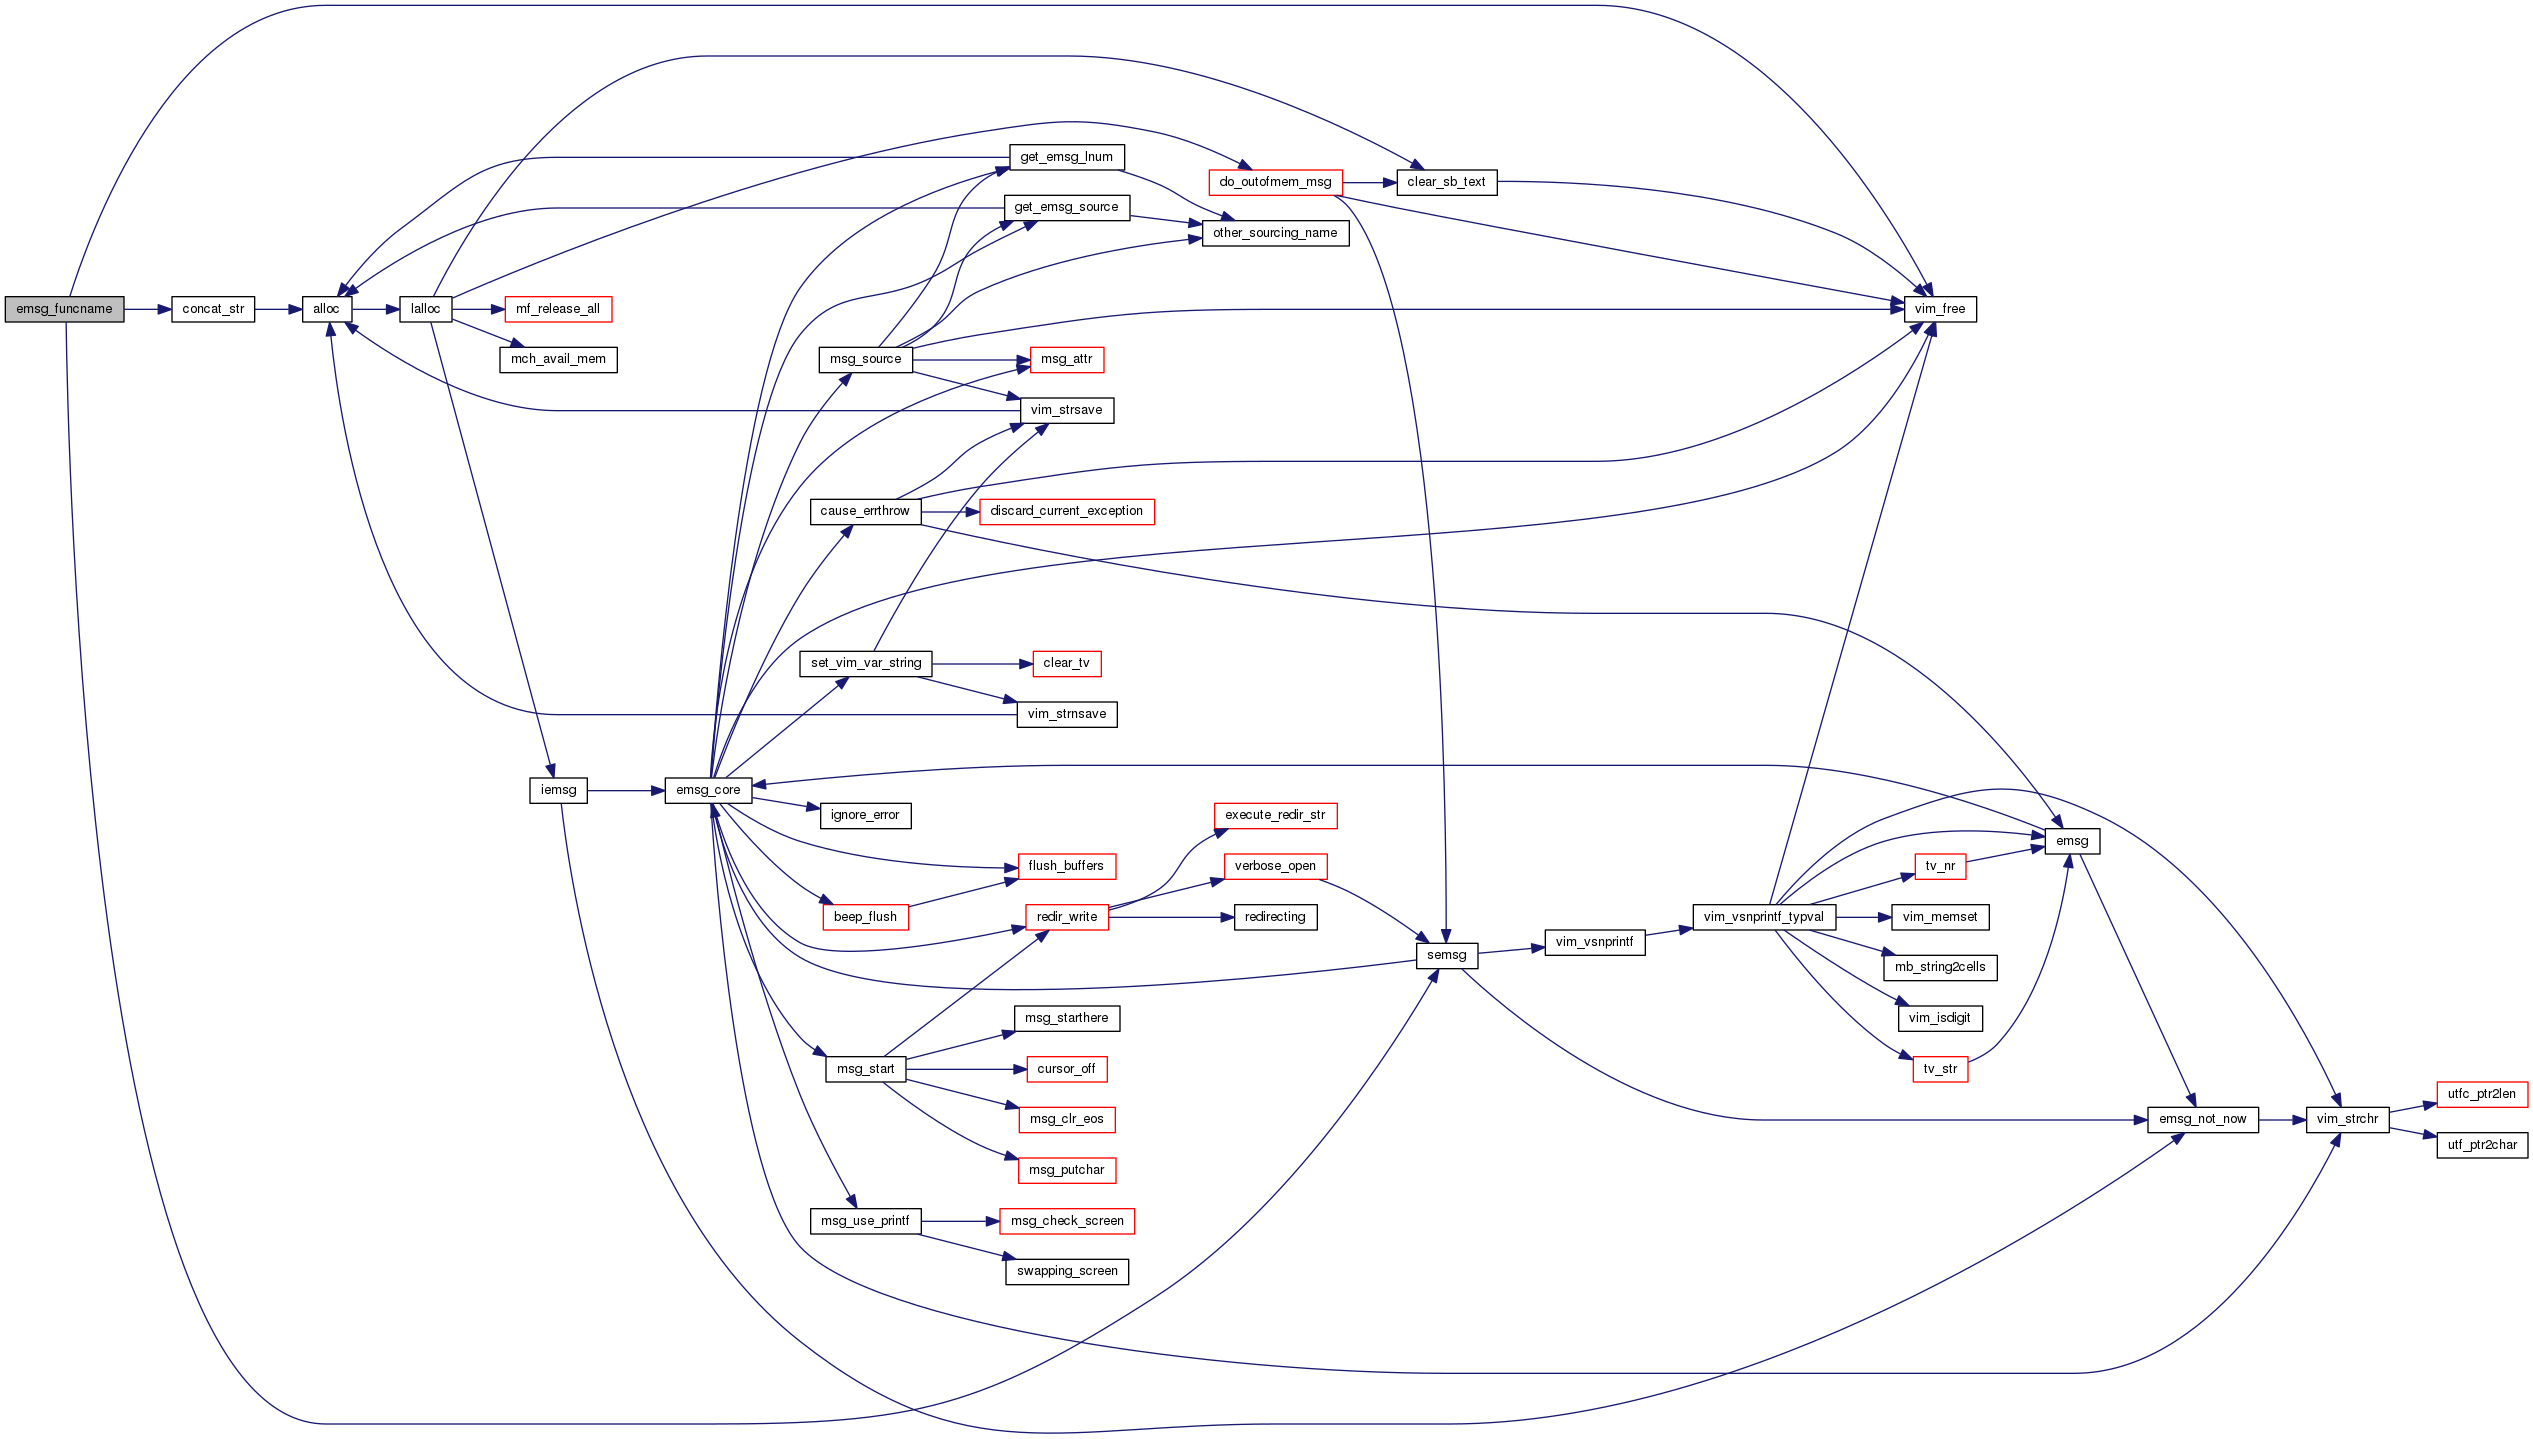 emsg_funcname
concat_str
alloc
lalloc
mf_release_all
mch_avail_mem
iemsg
emsg_core
get_emsg_lnum
get_emsg_source
do_outofmem_msg
clear_sb_text
other_sourcing_name
vim_free
msg_source
msg_attr
vim_strsave
cause_errthrow
discard_current_exception
set_vim_var_string
clear_tv
vim_strnsave
ignore_error
flush_buffers
beep_flush
redir_write
execute_redir_str
verbose_open
redirecting
semsg
vim_vsnprintf
vim_vsnprintf_typval
emsg
tv_nr
vim_memset
mb_string2cells
vim_isdigit
tv_str
msg_start
msg_starthere
cursor_off
msg_clr_eos
msg_putchar
msg_use_printf
msg_check_screen
swapping_screen
emsg_not_now
vim_strchr
utfc_ptr2len
utf_ptr2char